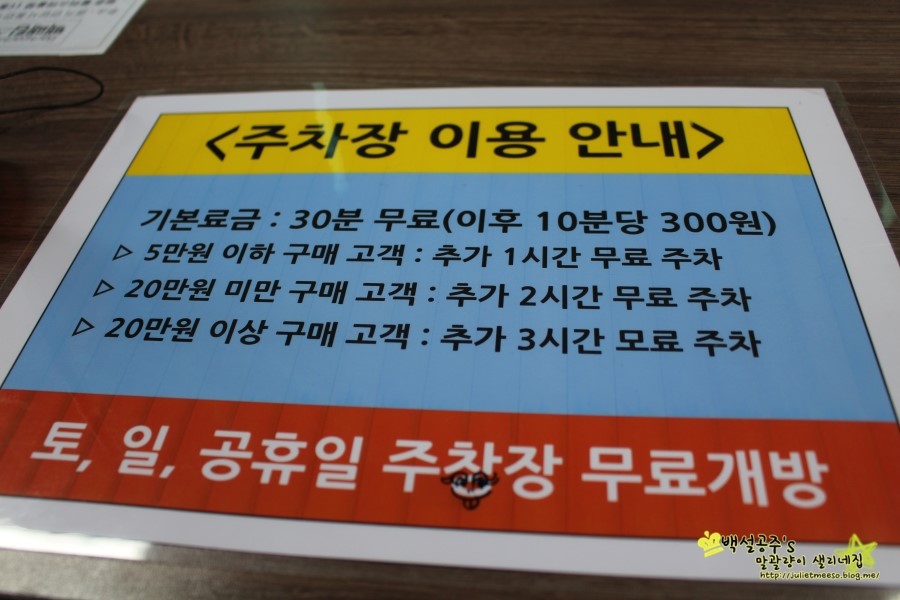 <주차장 이용 안내>
기본료금 : 30분 무료(이후 10분당 300원)
▷ 5만원 이하 구매 고객 : 추가 1시간 무료 주차
▷ 20만원 미만 구매 고객 : 추가 2시간 무료 주차
▷ 20만원 이상 구매 고객 : 추가 3시간 모료 주차
토, 일, 공휴일 주창장 무료개방
백설공주's
말괄량이 샐리네집
http://julietmeeso.blog.me/